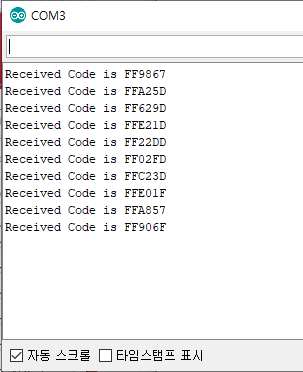 COM3
Received Code is FF9867
Received Code is FFA25D
Received Code is FF629D
Received Code is FFE21D
Received Code is FF22DD
Received Code is FF02FD
Received Code is FFC23D
Received Code is FFE01F
Received Code is FFA857
Received Code is FF906F
자동 스크롤 타임스탬프 표시